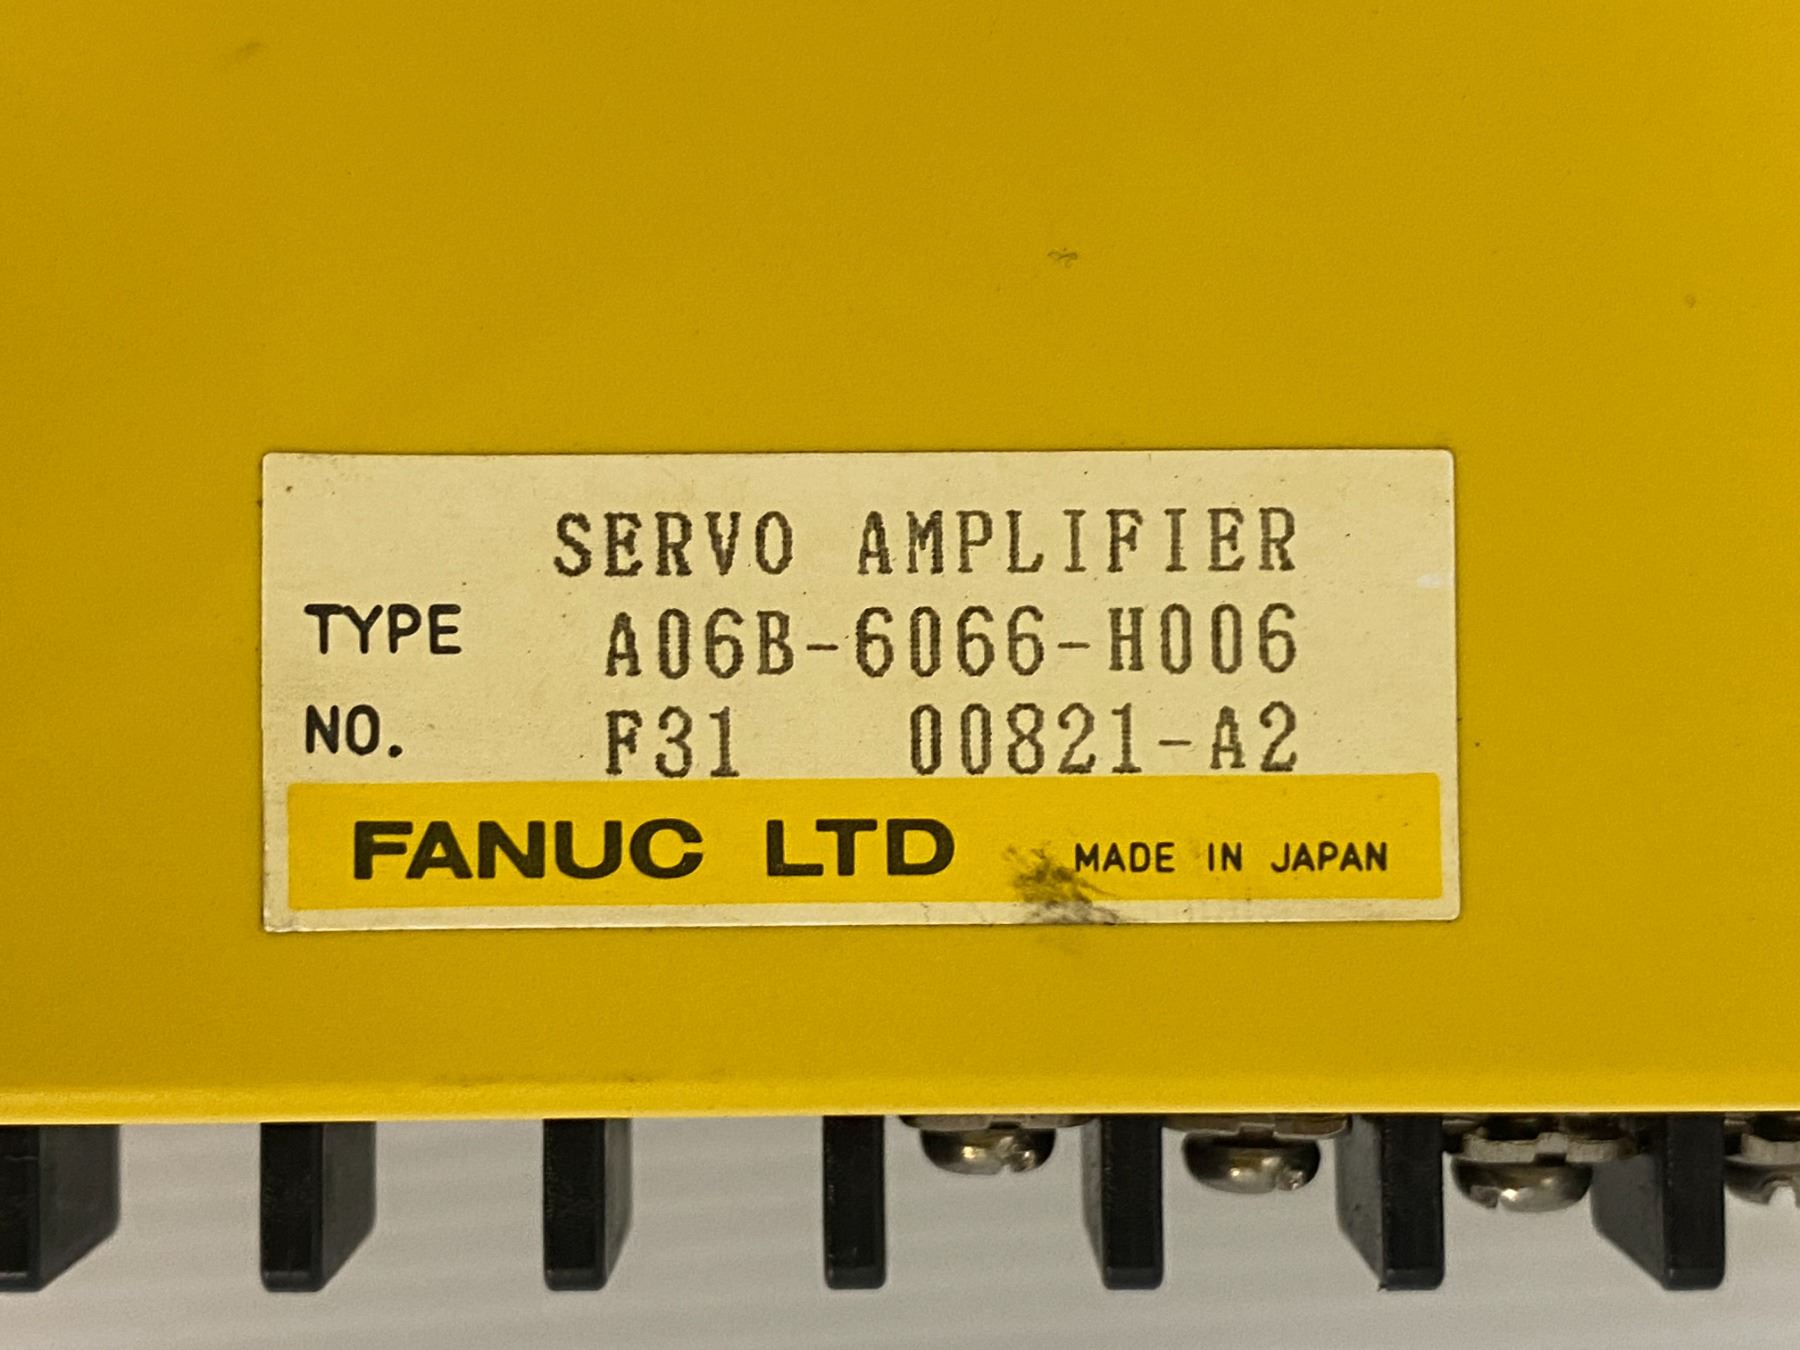 SERVO AMPLIFIER
TYPE A06B-6066-H006
NO. F31 00821-A2
FANUC LTD MADE IN JAPAN